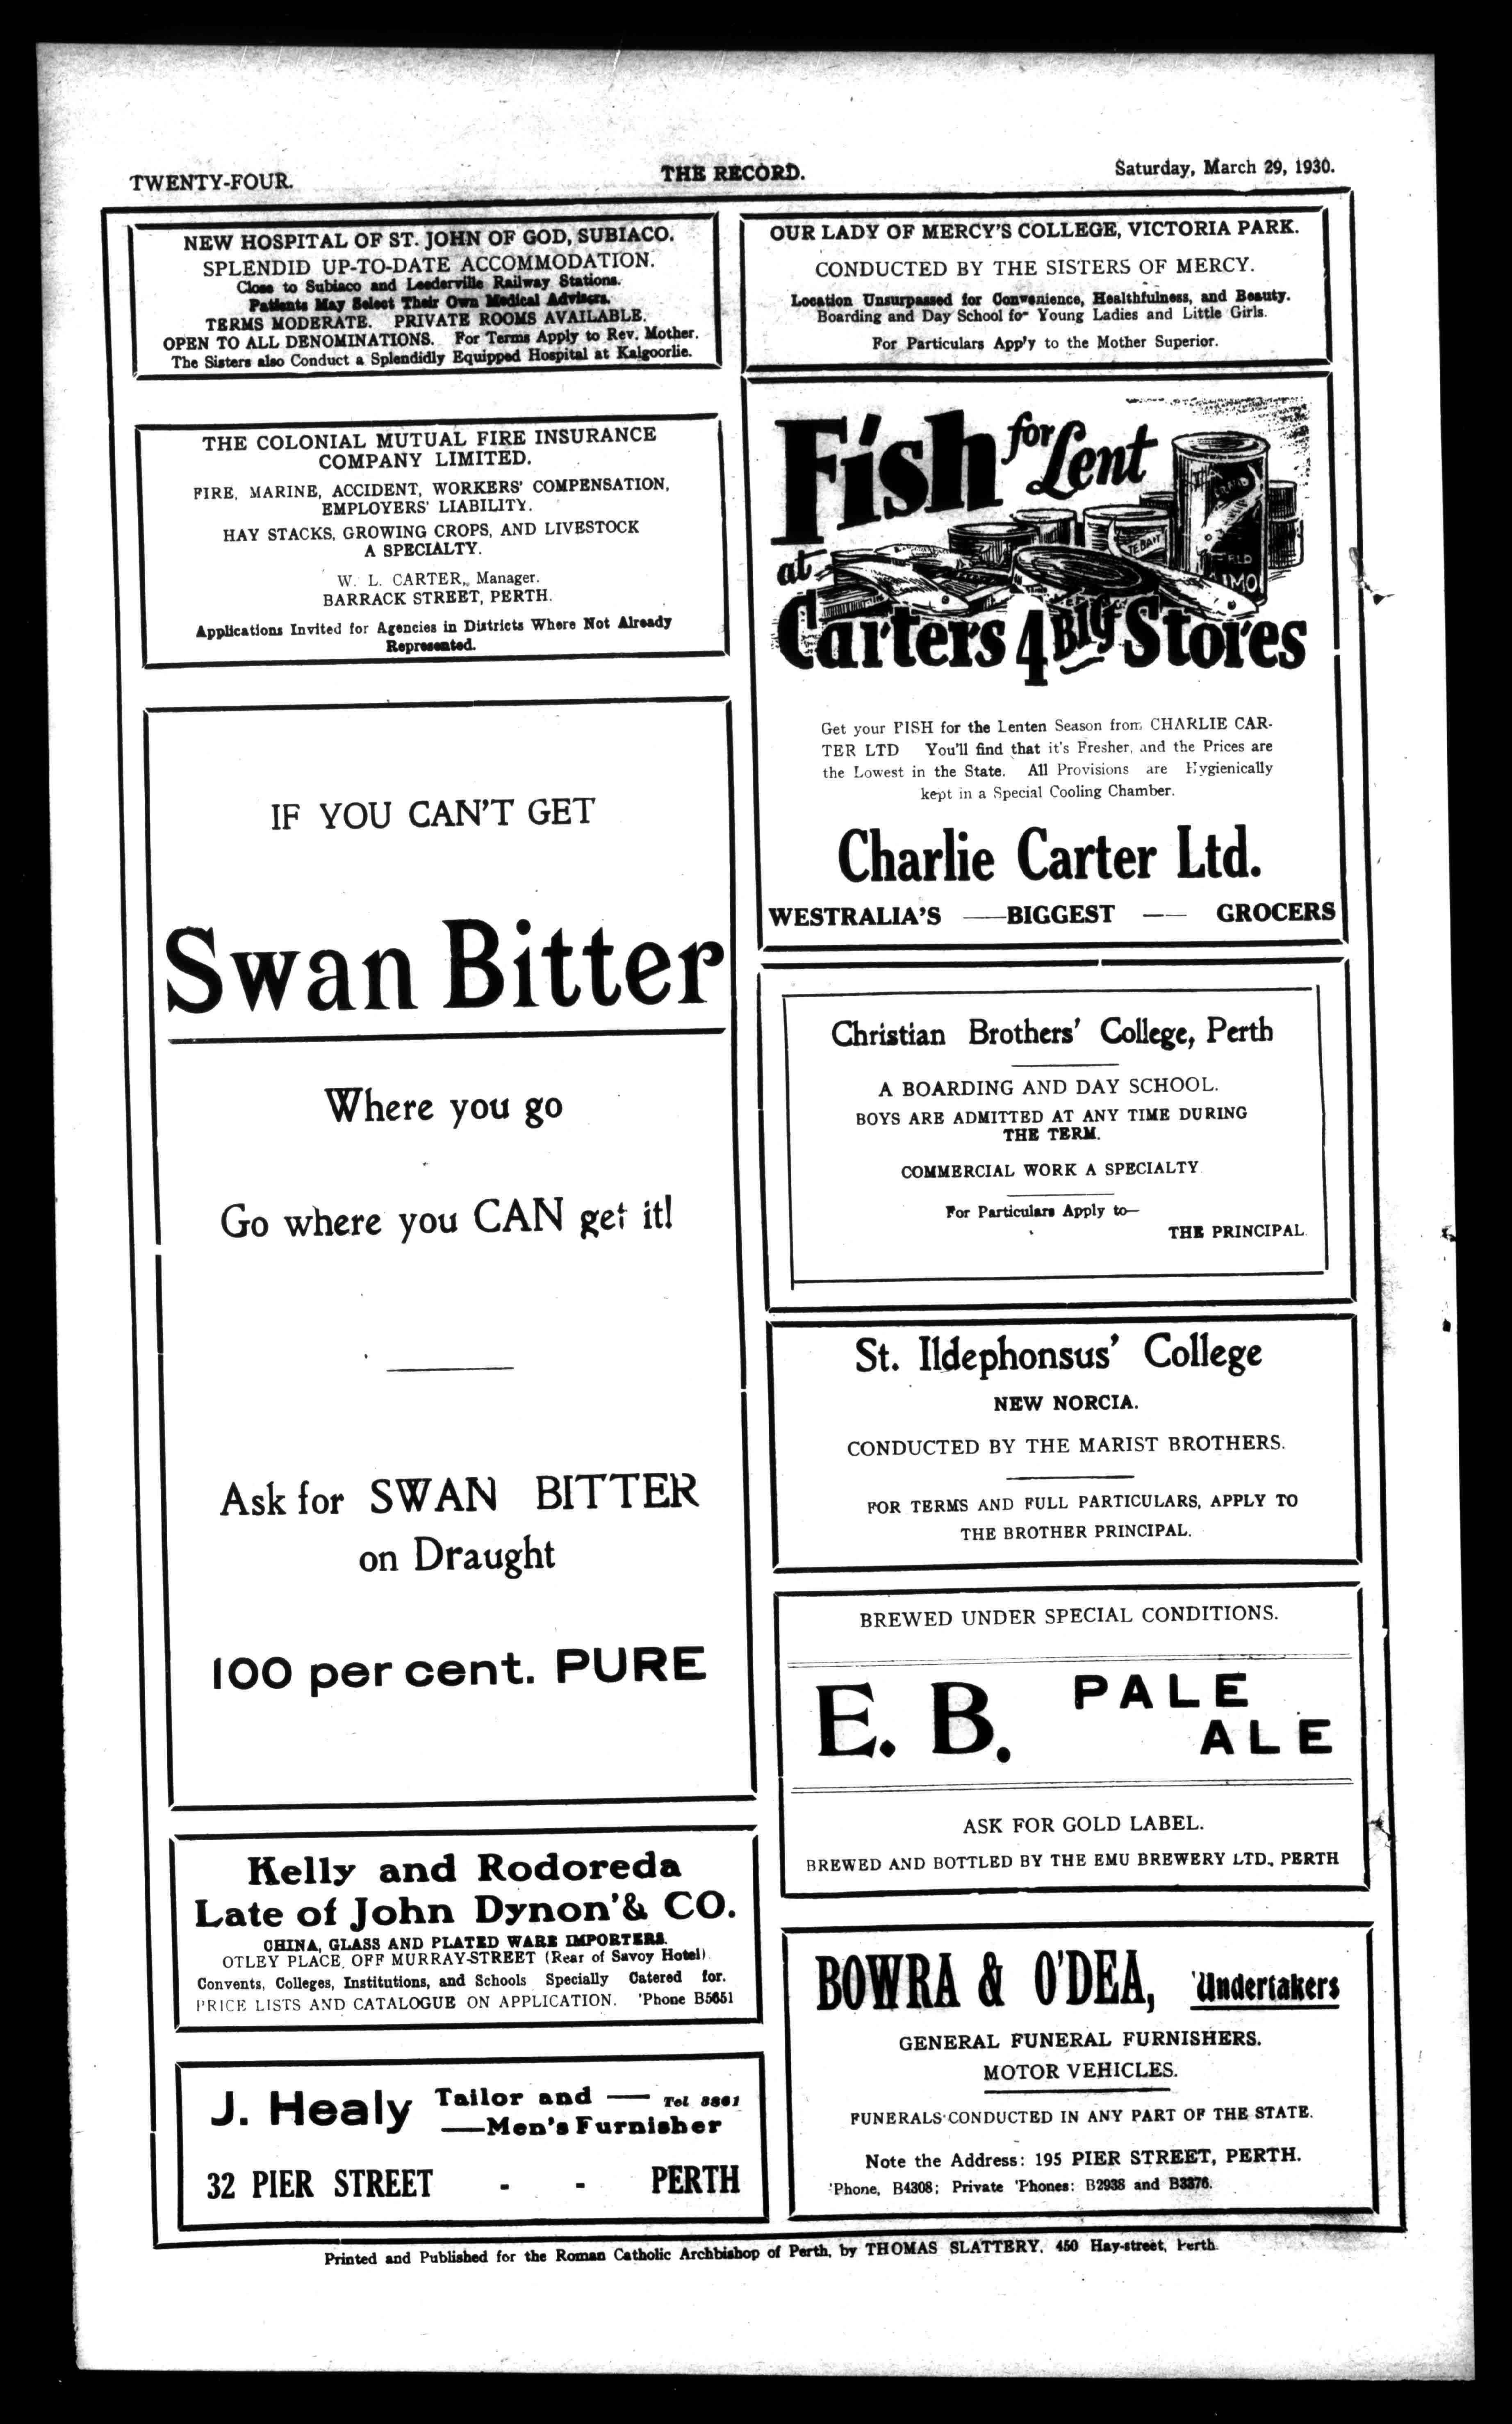 TWENTY-FOUR.
THE RECORD.
Saturday, March 29, 1930.
NEW HOSPITAL OF ST. JOHN OF GOD, SUBIACO.
SPLENDID UP-TO-DATE ACCOMMODATION.
Close to Subiaco and Leederville Railway Stations.
Patients May Select Their Own Medical Advisers.
TERMS MODERATE. PRIVATE ROOMS AVAILABLE.
OPEN TO ALL DENOMINATIONS. For Terms Apply to Rev. Mother.
The Sisters also Conduct a Splendidly Equipped Hospital at Kalgoorlie.
THE COLONIAL MUTUAL FIRE INSURANCE
COMPANY LIMITED.
FIRE, MARINE, ACCIDENT, WORKERS' COMPENSATION,
EMPLOYERS' LIABILITY.
HAY STACKS, GROWING CROPS, AND LIVESTOCK
A SPECIALTY.
W. L. CARTER, Manager.
BARRACK STREET, PERTH.
Applications Invited for Agencies in Districts Where Not Already
Represented.
IF YOU CAN'T GET
Swan Bitter
Where you go
Go where you CAN get it!
Ask for SWAN BITTER
on Draught
100 per cent. PURE
Kelly and Rodoreda
Late of John Dynon'& CO.
CHINA, GLASS AND PLATED WARE IMPORTERS.
OTLEY PLACE, OFF MURRAY-STREET (Rear of Savoy Hotel)
Convents, Colleges, Institutions, and Schools Specially Catered for.
PRICE LISTS AND CATALOGUE ON APPLICATION. 'Phone B5651
J. Healy Tailor and — Tel 8861
—Men's Furnisher
32 PIER STREET - - PERTH
OUR LADY OF MERCY'S COLLEGE, VICTORIA PARK.
CONDUCTED BY THE SISTERS OF MERCY.
Location Unsurpassed for Convenience, Healthfulness, and Beauty.
Boarding and Day School fo- Young Ladies and Little Girls.
For Particulars App'y to the Mother Superior.
Fish for Lent
at
TEBAIT
Carters 4 BIG Stores
Get your FISH for the Lenten Season from CHARLIE CAR-
TER LTD You'll find that it's Fresher, and the Prices are
the Lowest in the State. All Provisions are Hygienically
kept in a Special Cooling Chamber.
Charlie Carter Ltd.
WESTRALIA'S —BIGGEST —— GROCERS
Christian Brothers' College, Perth
A BOARDING AND DAY SCHOOL.
BOYS ARE ADMITTED AT ANY TIME DURING
THE TERM.
COMMERCIAL WORK A SPECIALTY
For Particulars Apply to—
THE PRINCIPAL.
St. Ildephonsus' College
NEW NORCIA.
CONDUCTED BY THE MARIST BROTHERS.
FOR TERMS AND FULL PARTICULARS, APPLY TO
THE BROTHER PRINCIPAL.
BREWED UNDER SPECIAL CONDITIONS.
E. B. PALE
ALE
ASK FOR GOLD LABEL.
BREWED AND BOTTLED BY THE EMU BREWERY LTD., PERTH
BOWRA & O'DEA, 'Undertakers
GENERAL FUNERAL FURNISHERS.
MOTOR VEHICLES.
FUNERALS CONDUCTED IN ANY PART OF THE STATE.
Note the Address: 195 PIER STREET, PERTH.
'Phone, B4308; Private 'Phones: B2938 and B3376.
Printed and Published for the Roman Catholic Archbishop of Perth, by THOMAS SLATTERY, 450 Hay-street, Perth